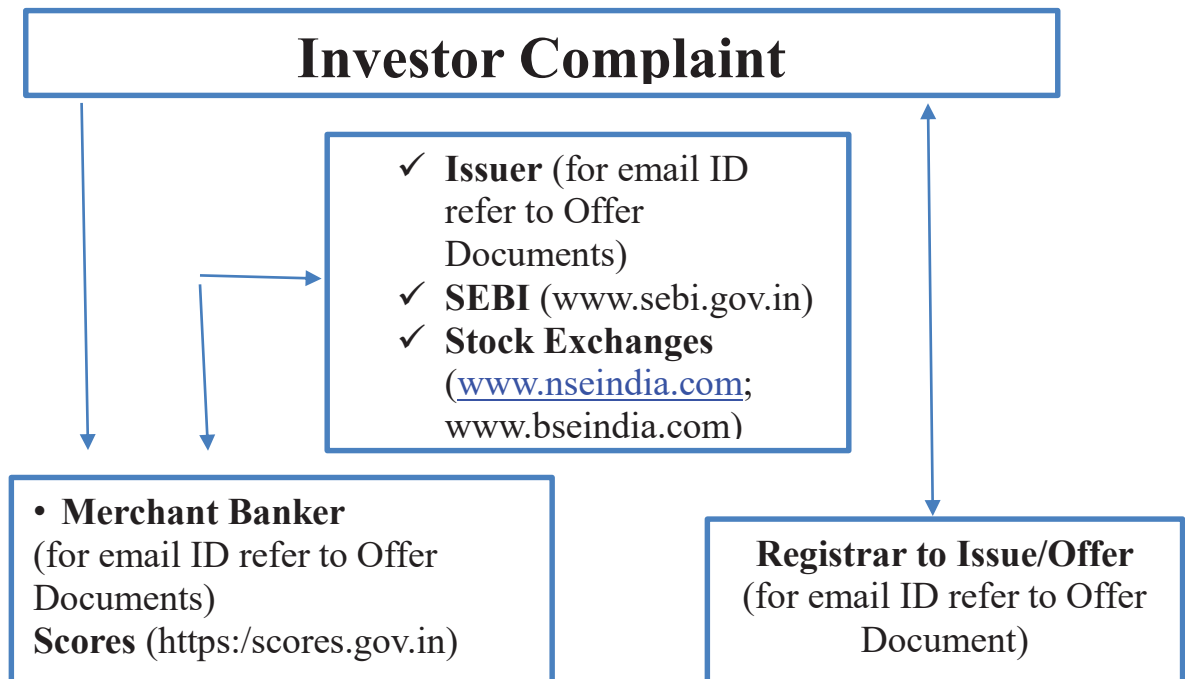 Investor Complaint
✓ Issuer (for email ID
refer to Offer
Documents)
✓ SEBI (www.sebi.gov.in)
✓ Stock Exchanges
(www.nseindia.com;
www.bseindia.com)
• Merchant Banker
(for email ID refer to Offer
Documents)
Scores (https:/scores.gov.in)
Registrar to Issue/Offer
(for email ID refer to Offer
Document)